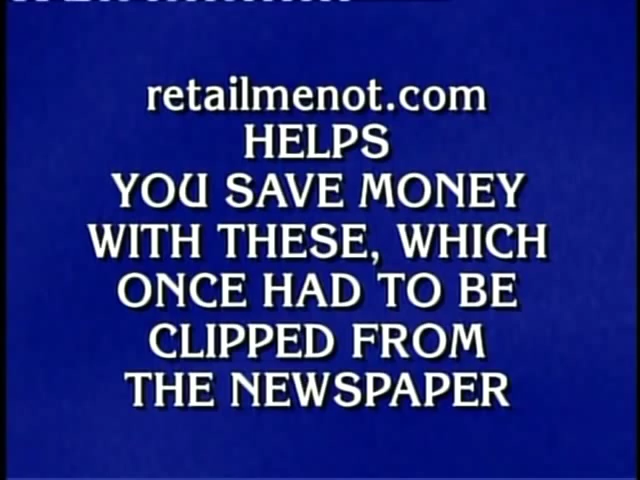 retailmenot.com
HELPS
YOU SAVE MONEY
WITH THESE, WHICH
ONCE HAD TO BE
CLIPPED FROM
THE NEWSPAPER